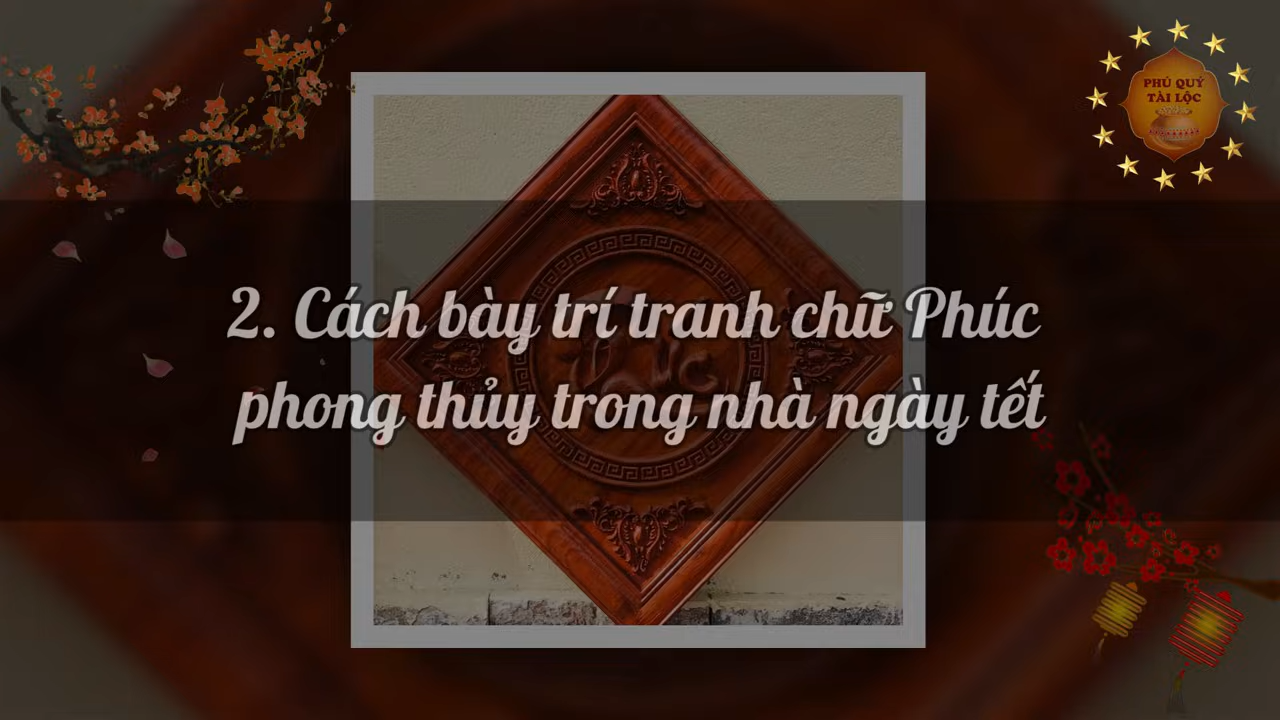 PHÚ QUÝ
TÀI LỘC
2. Cách bày trí tranh chữ Phúc
phong thủy trong nhà ngày tết